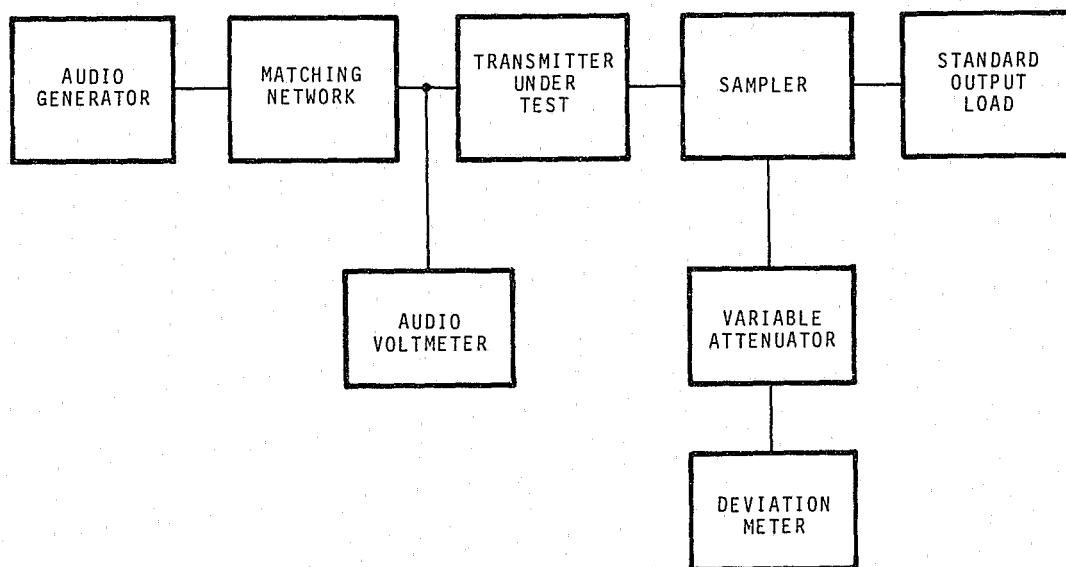 AUDIO
GENERATOR
MATCHING
NETWORK
TRANSMITTER
UNDER
TEST
SAMPLER
STANDARD
OUTPUT
LOAD
AUDIO
VOLTMETER
VARIABLE
ATTENUATOR
DEVIATION
METER